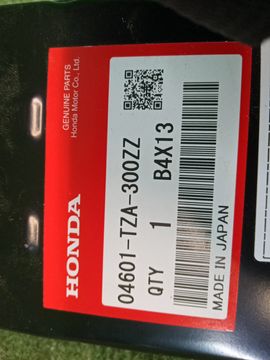 GENUINE PARTS
Honda Motor Co., Ltd.
HONDA
04601-TZA-300ZZ
QTY 1 B4X13
MADE IN JAPAN